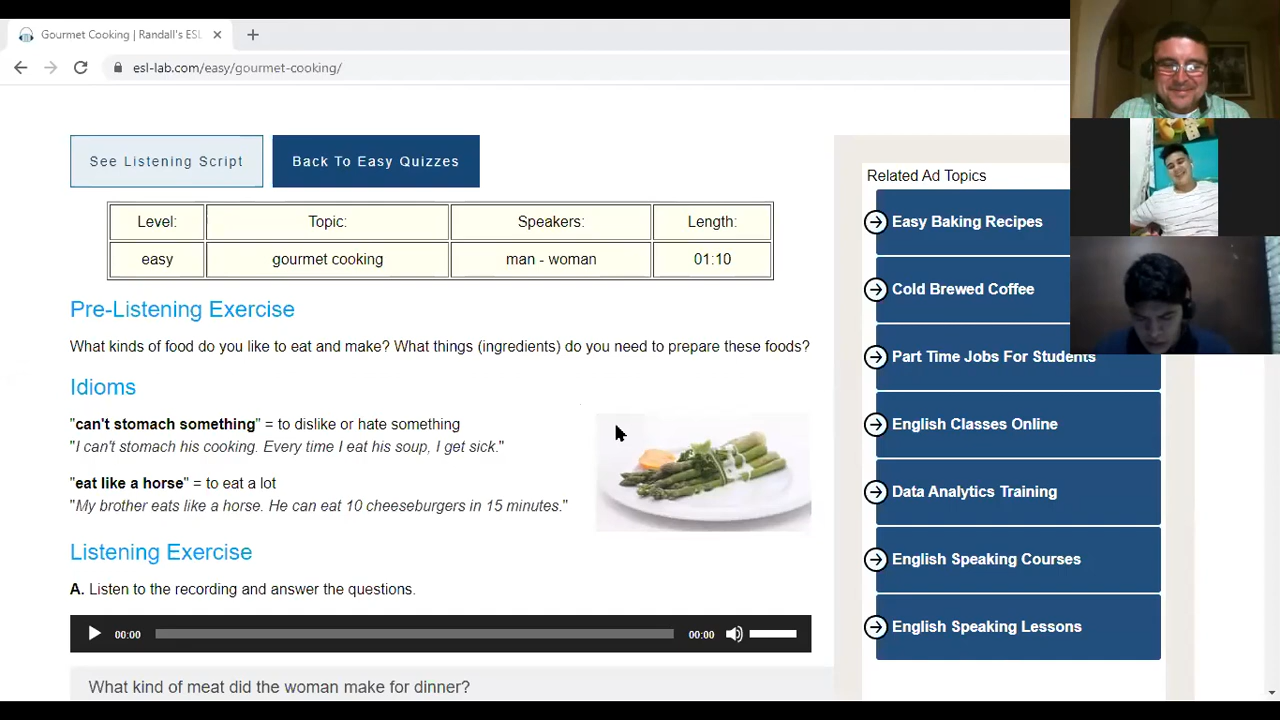 Gourmet Cooking | Randall's ESL
esl-lab.com/easy/gourmet-cooking/
See Listening Script
Back To Easy Quizzes
Level: Topic: Speakers: Length:
easy gourmet cooking man - woman 01:10
Pre-Listening Exercise
What kinds of food do you like to eat and make? What things (ingredients) do you need to prepare these foods?
Idioms
"can't stomach something" = to dislike or hate something
"I can't stomach his cooking. Every time I eat his soup, I get sick."
"eat like a horse" = to eat a lot
"My brother eats like a horse. He can eat 10 cheeseburgers in 15 minutes."
Listening Exercise
A. Listen to the recording and answer the questions.
00:00 00:00
What kind of meat did the woman make for dinner?
Related Ad Topics
Easy Baking Recipes
Cold Brewed Coffee
Part Time Jobs For Students
English Classes Online
Data Analytics Training
English Speaking Courses
English Speaking Lessons